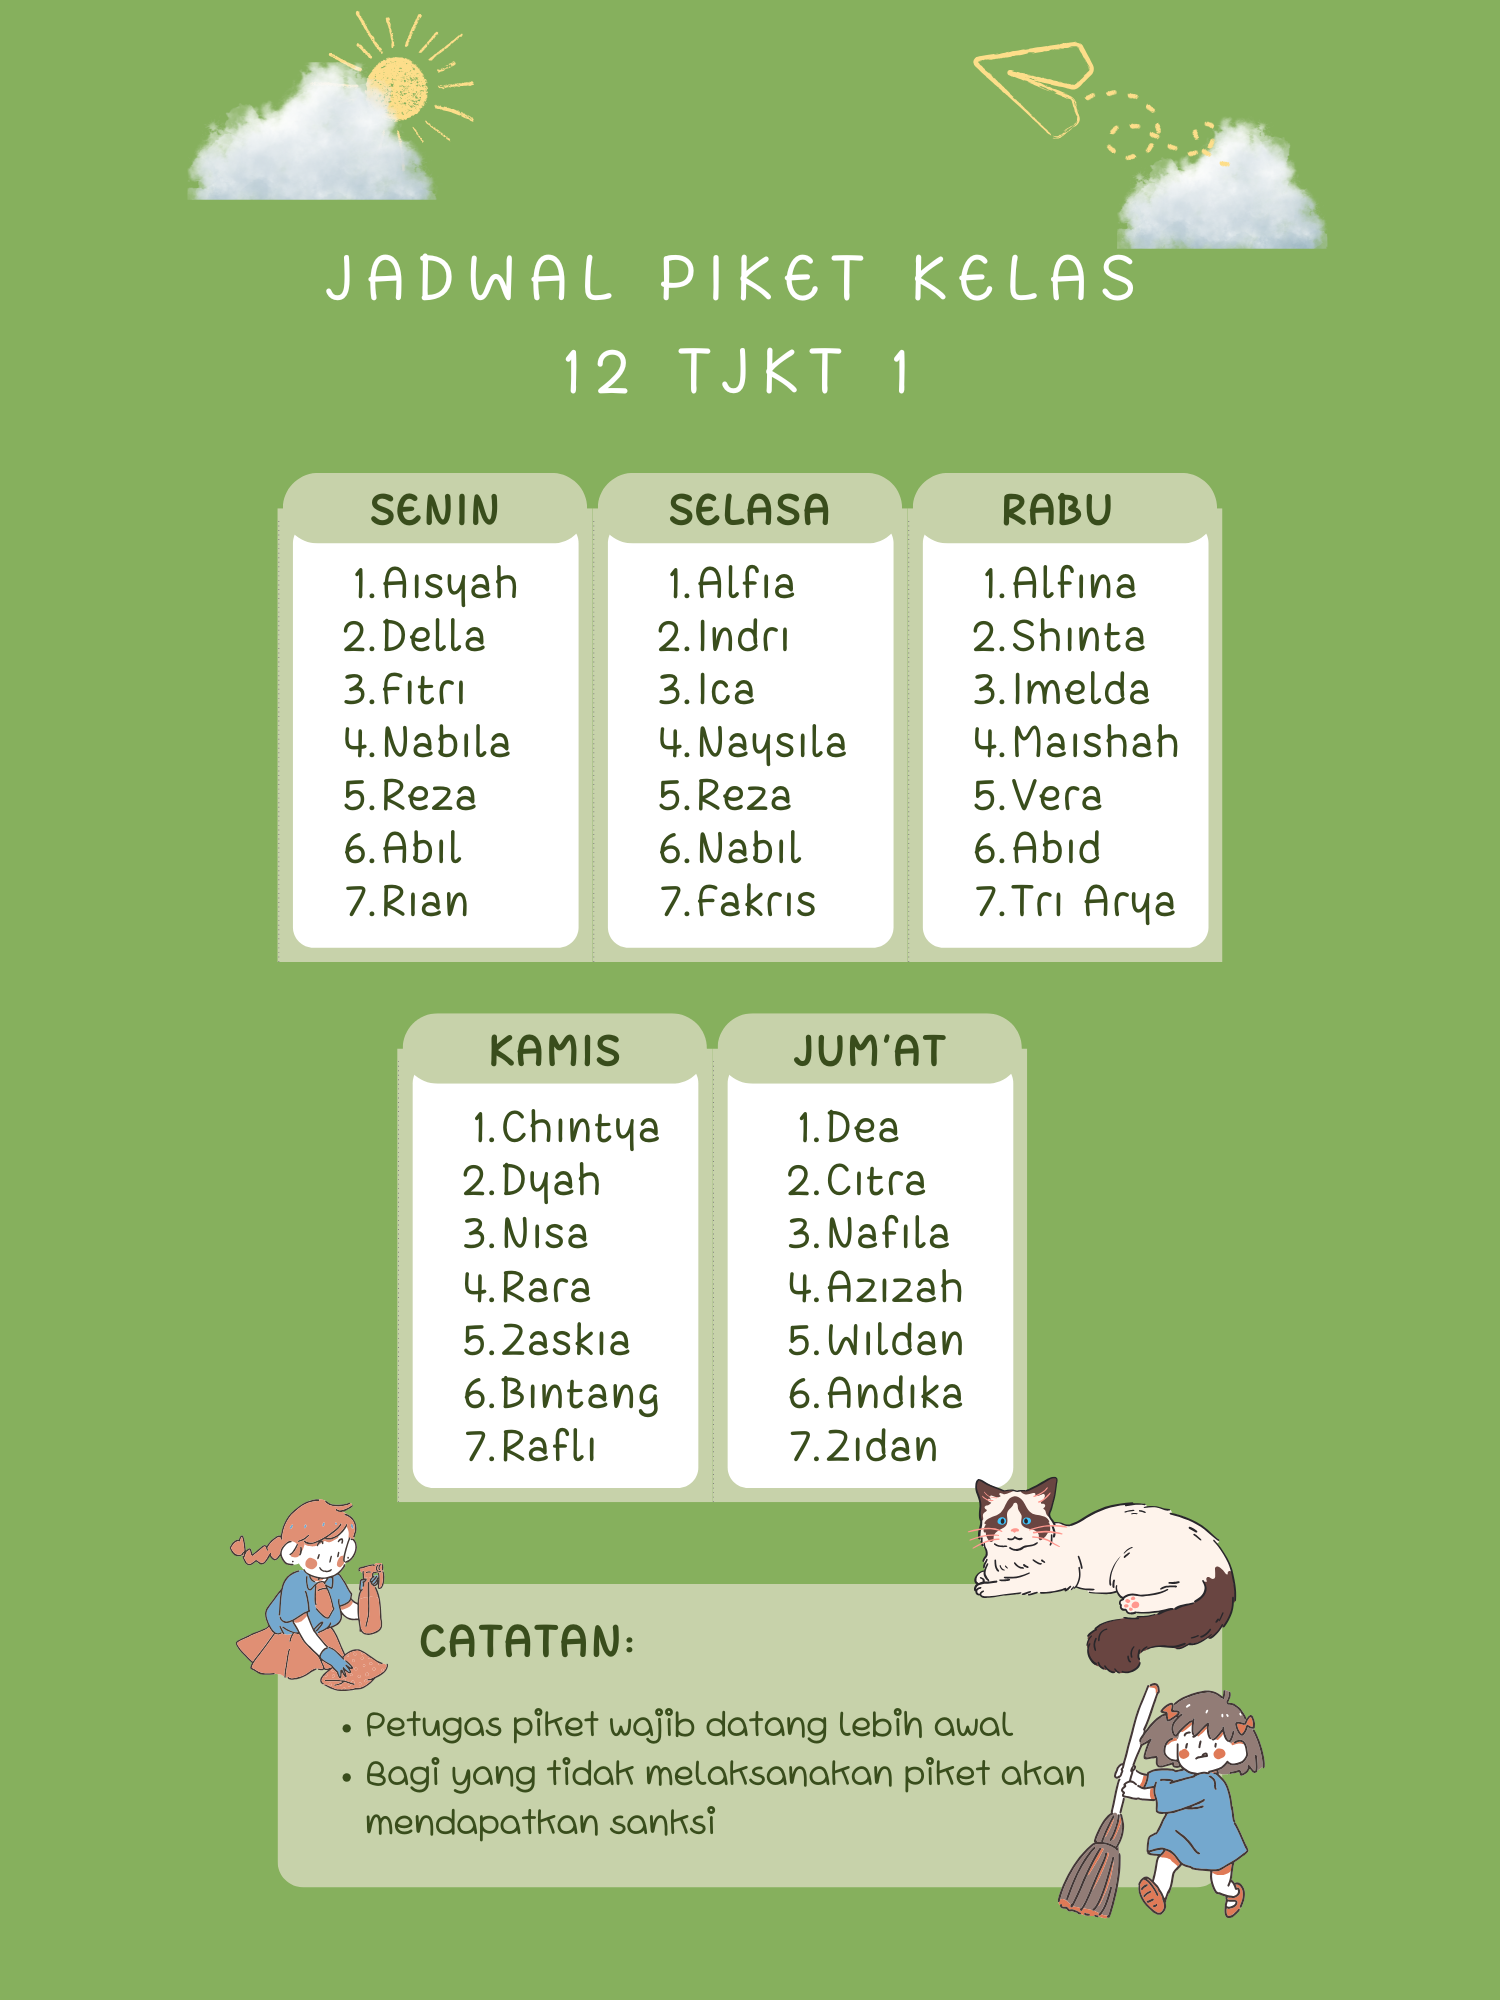 JADWAL PIKET KELAS
12 TJKT 1
SENIN
1. Aisyah
2. Della
3. Fitri
4. Nabila
5. Reza
6. Abil
7. Rian
SELASA
1. Alfia
2. Indri
3. Ica
4. Naysila
5. Reza
6. Nabil
7. Fakris
RABU
1. Alfina
2. Shinta
3. Imelda
4. Maishah
5. Vera
6. Abid
7. Tri Arya
KAMIS
1. Chintya
2. Dyah
3. Nisa
4. Rara
5. Zaskia
6. Bintang
7. Rafli
JUM'AT
1. Dea
2. Citra
3. Nafila
4. Azizah
5. Wildan
6. Andika
7. Zidan
CATATAN:
• Petugas piket wajib datang lebih awal
• Bagi yang tidak melaksanakan piket akan
mendapatkan sanksi